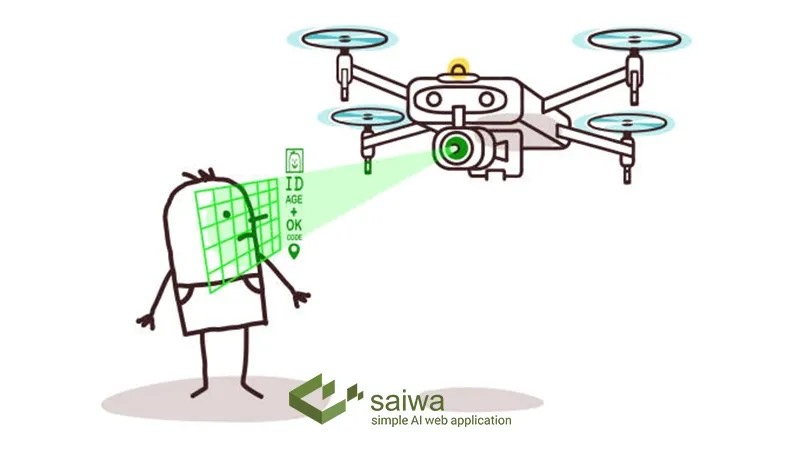 ID
AGE
+
OK
CODE
saiwa
simple AI web application